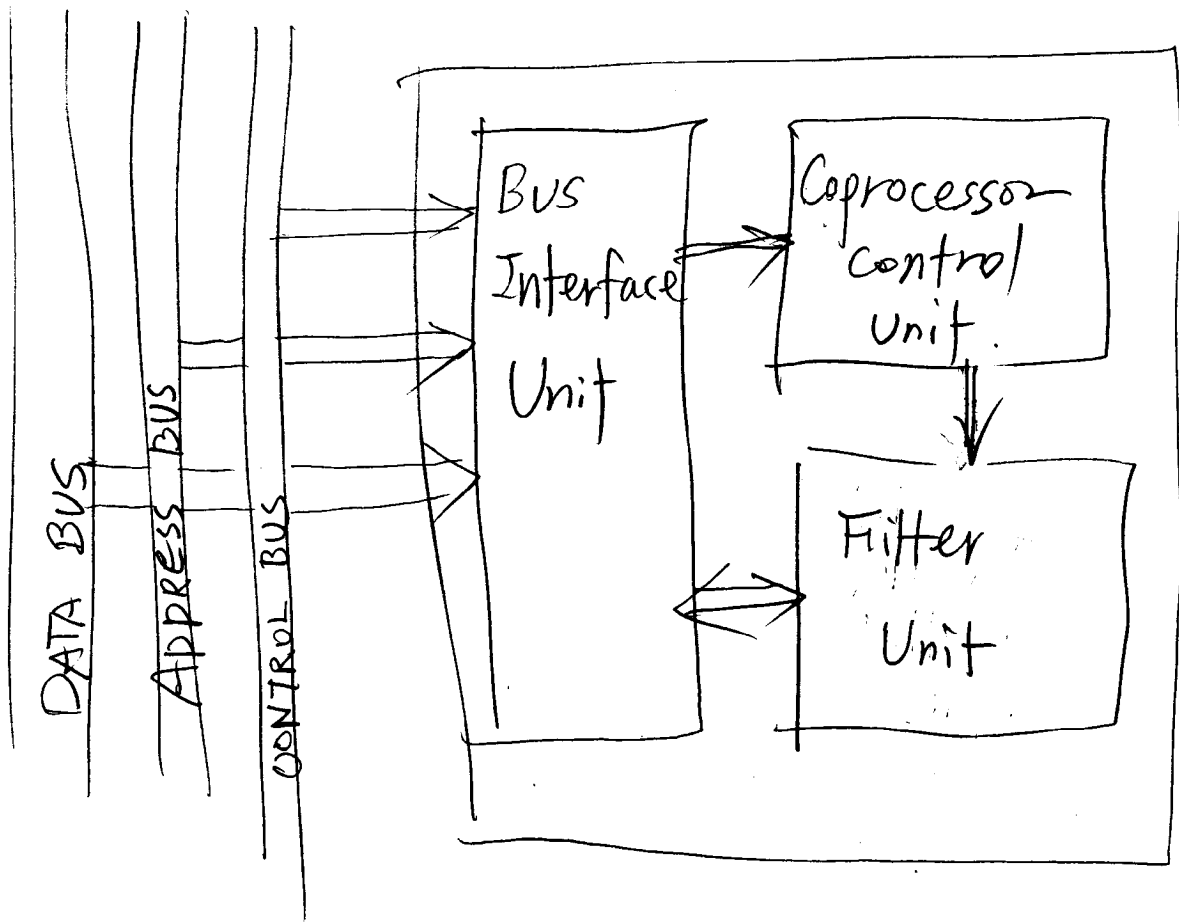 DATA BUS
ADDRESS BUS
CONTROL BUS
Bus
Interface
Unit
Coprocessor
control
unit.
Filter
Unit